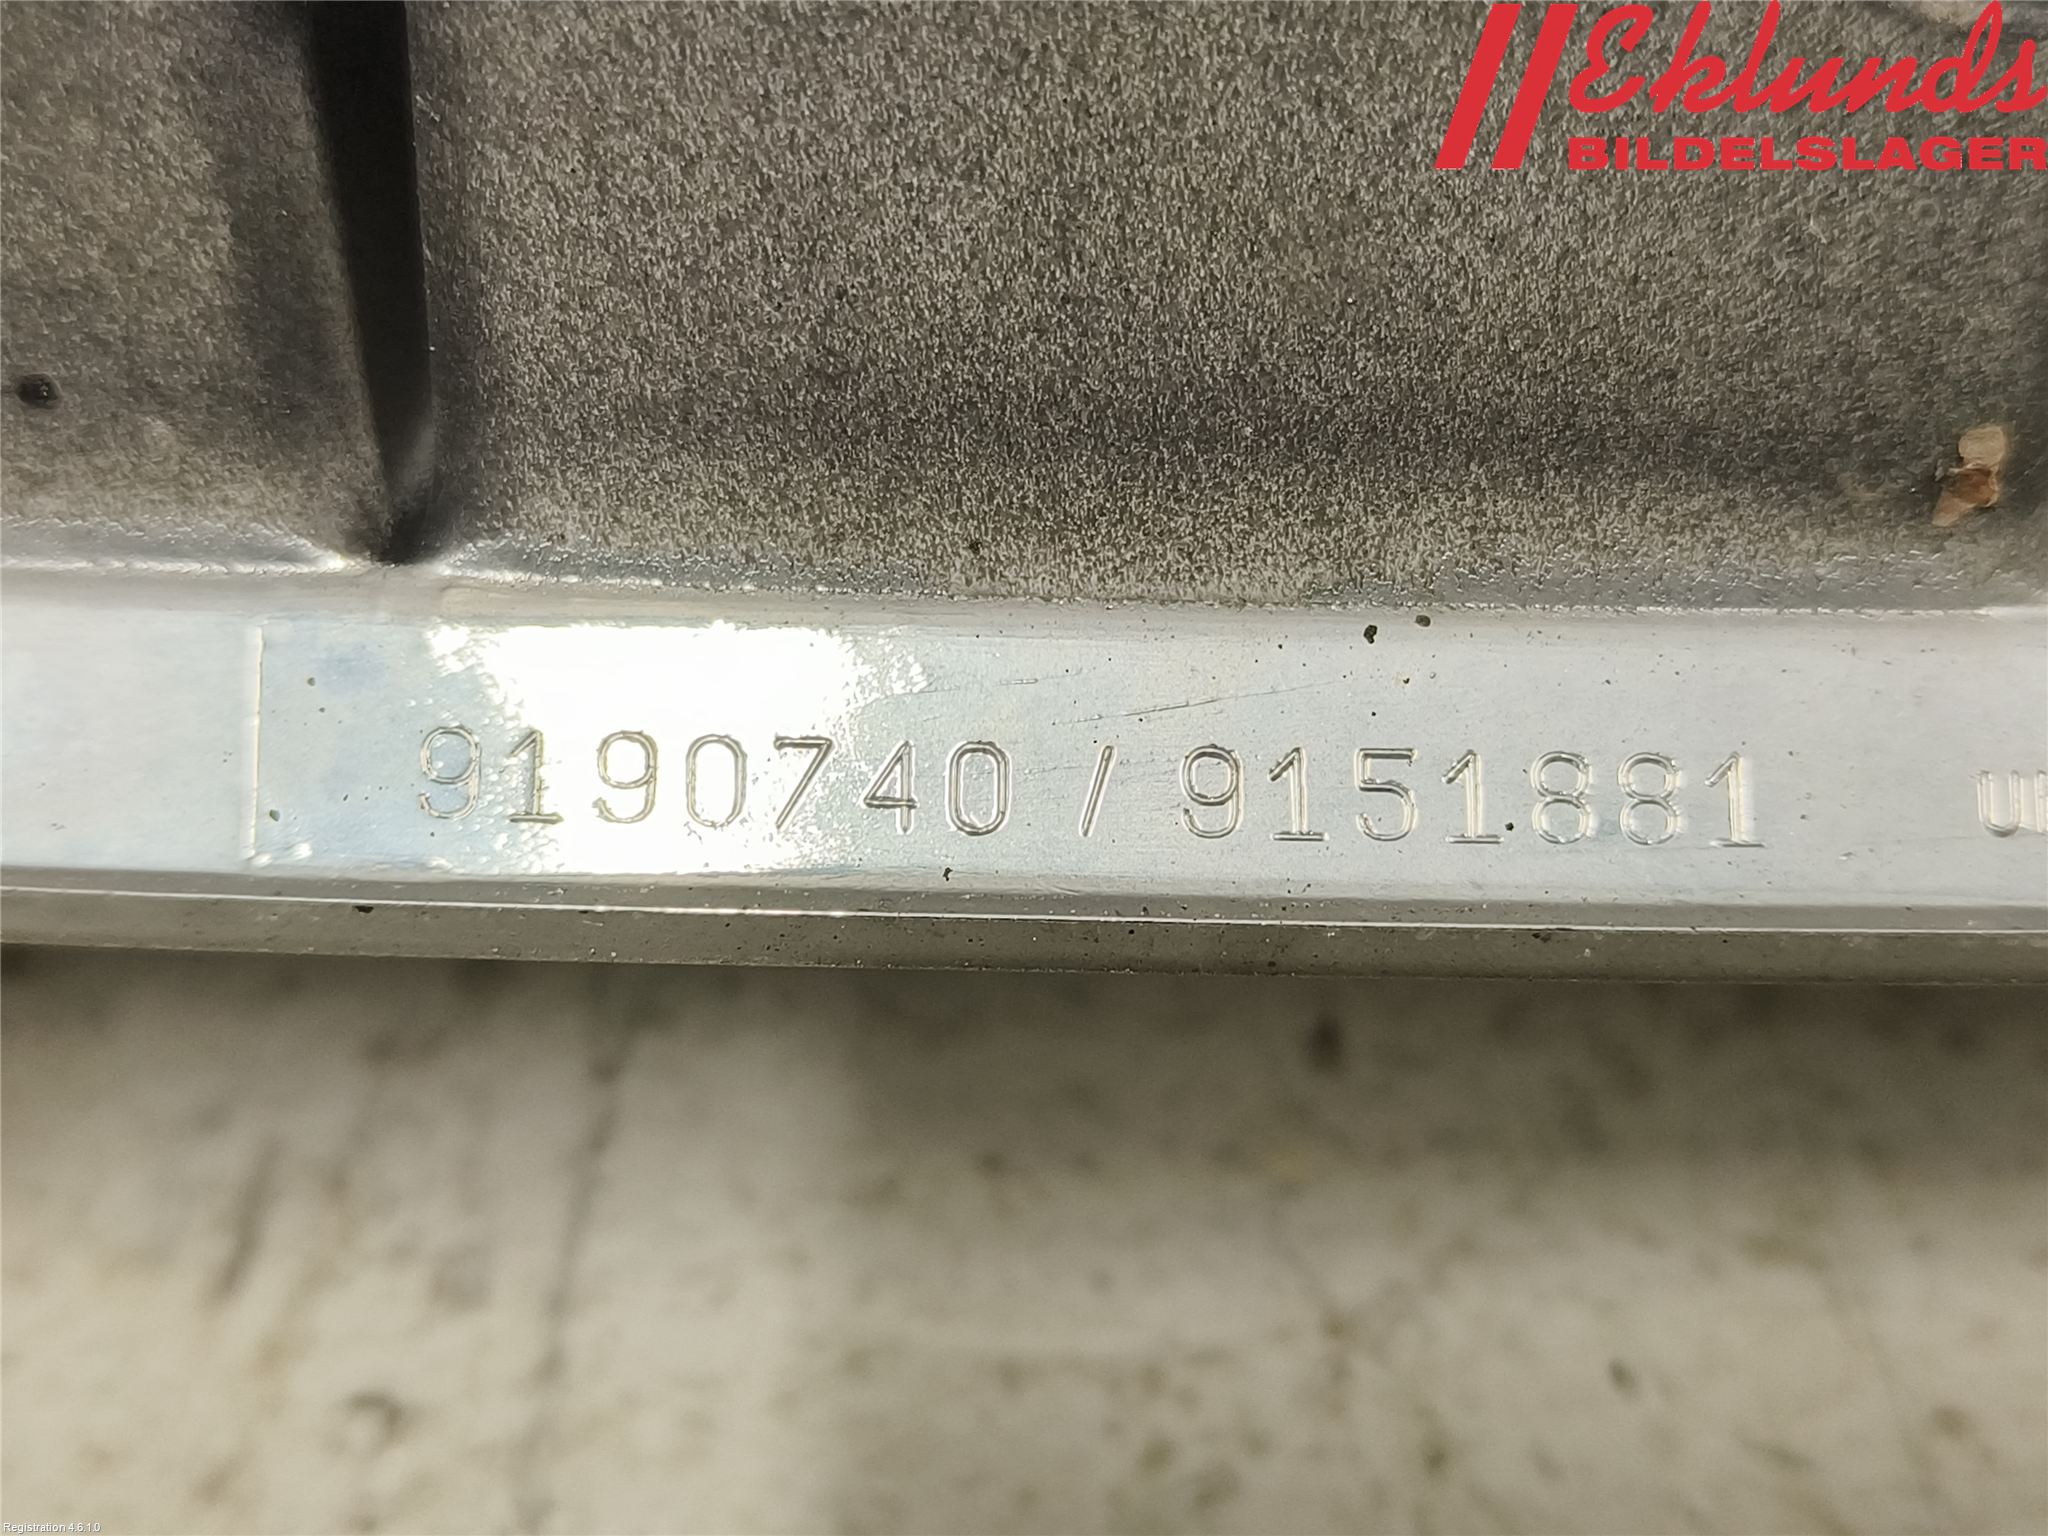 Eklunds
BILDELSLAGER
9190740 / 9151881
Registration 4.6.1.0